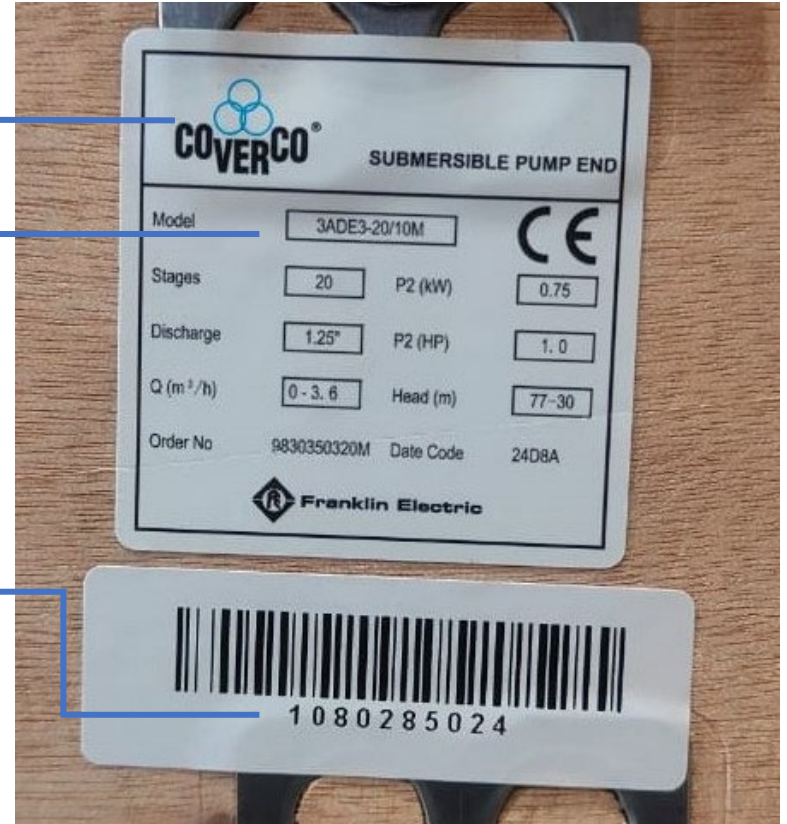 COVERCO®
SUBMERSIBLE PUMP END
Model 3ADE3-20/10M CE
Stages 20 P2 (kW) 0.75
Discharge 1.25" P2 (HP) 1.0
Q (m³/h) 0-3.6 Head (m) 77-30
Order No 9830350320M Date Code 24D8A
FE Franklin Electric
1080285024